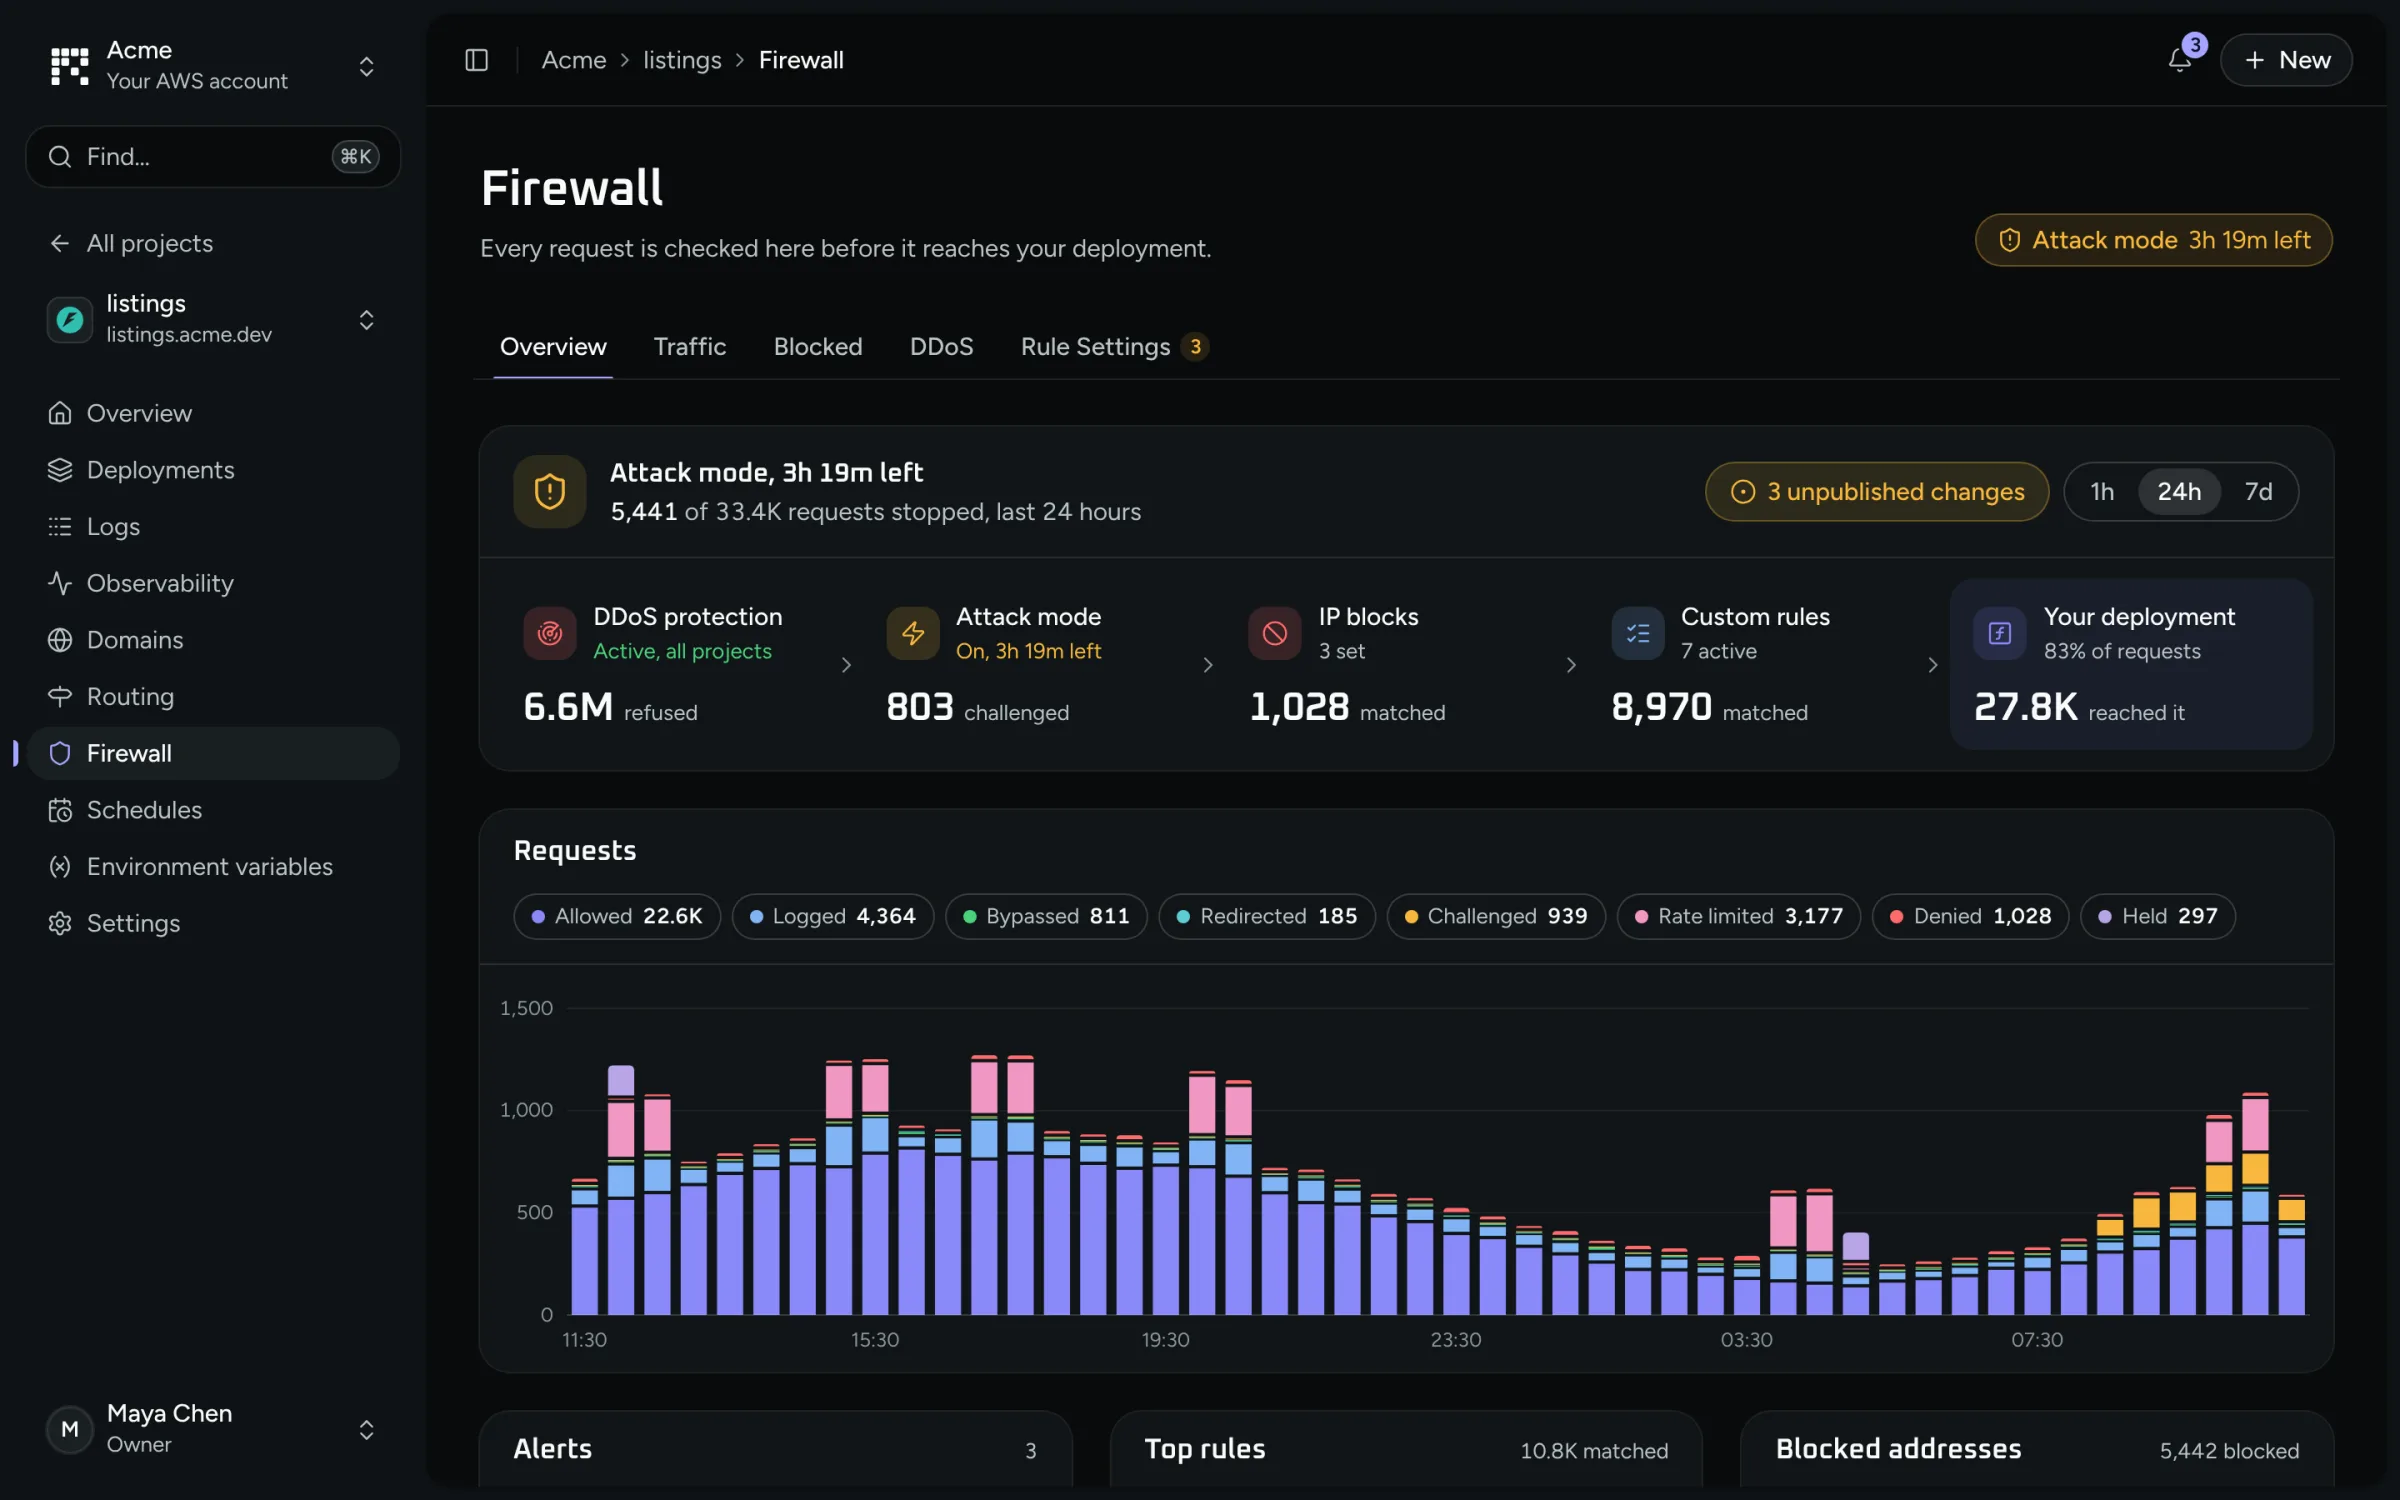 Acme
Your AWS account
Find...
⌘K
All projects
listings
listings.acme.dev
Overview
Deployments
Logs
Observability
Domains
Routing
Firewall
Schedules
Environment variables
Settings
M
Maya Chen
Owner
Acme > listings > Firewall
3
+ New
Firewall
Every request is checked here before it reaches your deployment.
Attack mode 3h 19m left
Overview
Traffic
Blocked
DDoS
Rule Settings 3
Attack mode, 3h 19m left
5,441 of 33.4K requests stopped, last 24 hours
3 unpublished changes
1h
24h
7d
DDoS protection
Active, all projects
6.6M refused
Attack mode
On, 3h 19m left
803 challenged
IP blocks
3 set
1,028 matched
Custom rules
7 active
8,970 matched
Your deployment
83% of requests
27.8K reached it
Requests
Allowed 22.6K
Logged 4,364
Bypassed 811
Redirected 185
Challenged 939
Rate limited 3,177
Denied 1,028
Held 297
1,500
1,000
500
0
11:30
15:30
19:30
23:30
03:30
07:30
Alerts
3
Top rules
10.8K matched
Blocked addresses
5,442 blocked